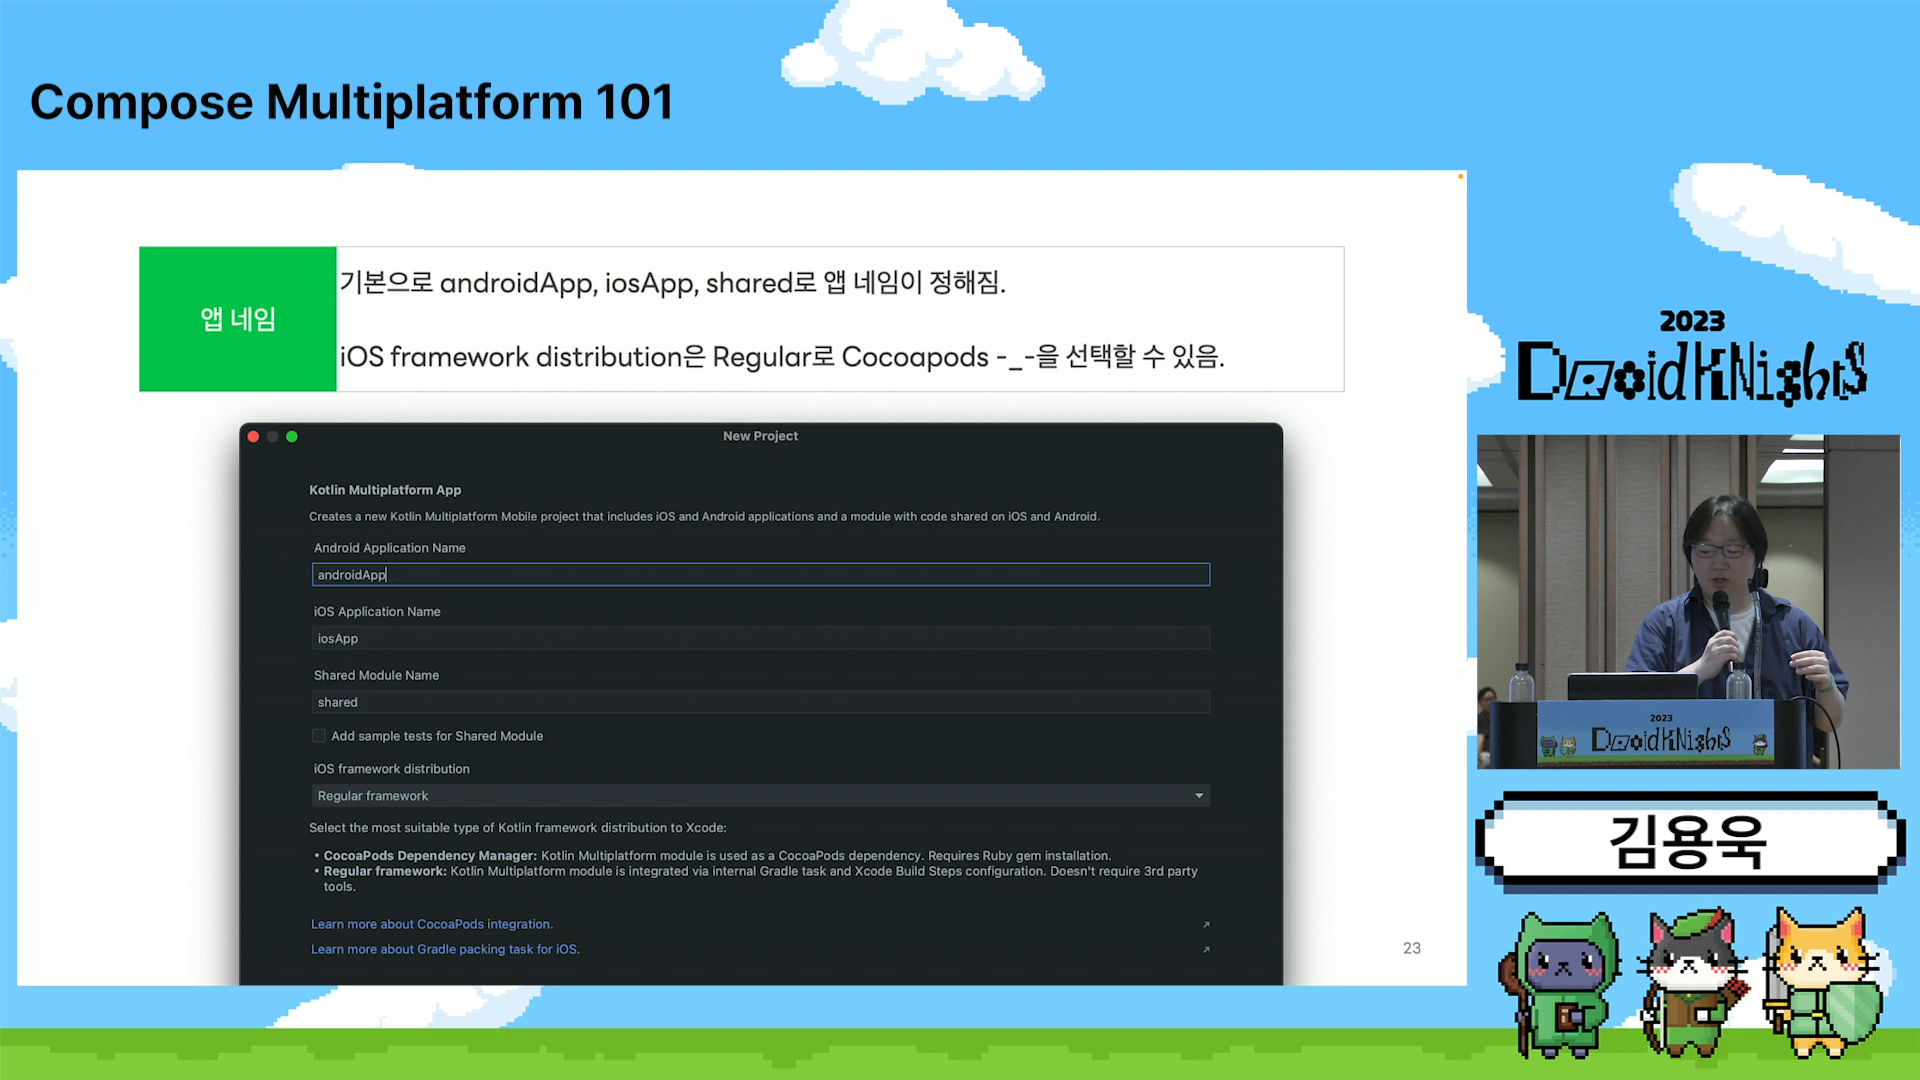 Compose Multiplatform 101
앱 네임
기본으로 androidApp, iosApp, shared로 앱 네임이 정해짐.
iOS framework distribution은 Regular로 Cocoapods -_-을 선택할 수 있음.
New Project
Kotlin Multiplatform App
Creates a new Kotlin Multiplatform Mobile project that includes iOS and Android applications and a module with code shared on iOS and Android.
Android Application Name
androidApp
iOS Application Name
iosApp
Shared Module Name
shared
Add sample tests for Shared Module
iOS framework distribution
Regular framework
Select the most suitable type of Kotlin framework distribution to Xcode:
• CocoaPods Dependency Manager: Kotlin Multiplatform module is used as a CocoaPods dependency. Requires Ruby gem installation.
• Regular framework: Kotlin Multiplatform module is integrated via internal Gradle task and Xcode Build Steps configuration. Doesn't require 3rd party
tools.
Learn more about CocoaPods integration.
Learn more about Gradle packing task for iOS.
23
2023
DRoidKNighTS
2023
DRoidKNighTS
김용욱